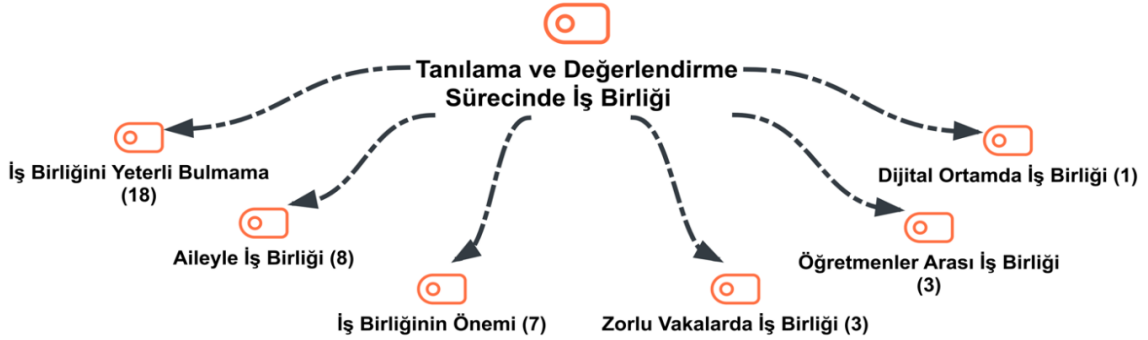 Tanılama ve Değerlendirme
Sürecinde İş Birliği
İş Birliğini Yeterli Bulmama
(18)
Aileyle İş Birliği (8)
İş Birliğinin Önemi (7)
Zorlu Vakalarda İş Birliği (3)
Öğretmenler Arası İş Birliği
(3)
Dijital Ortamda İş Birliği (1)